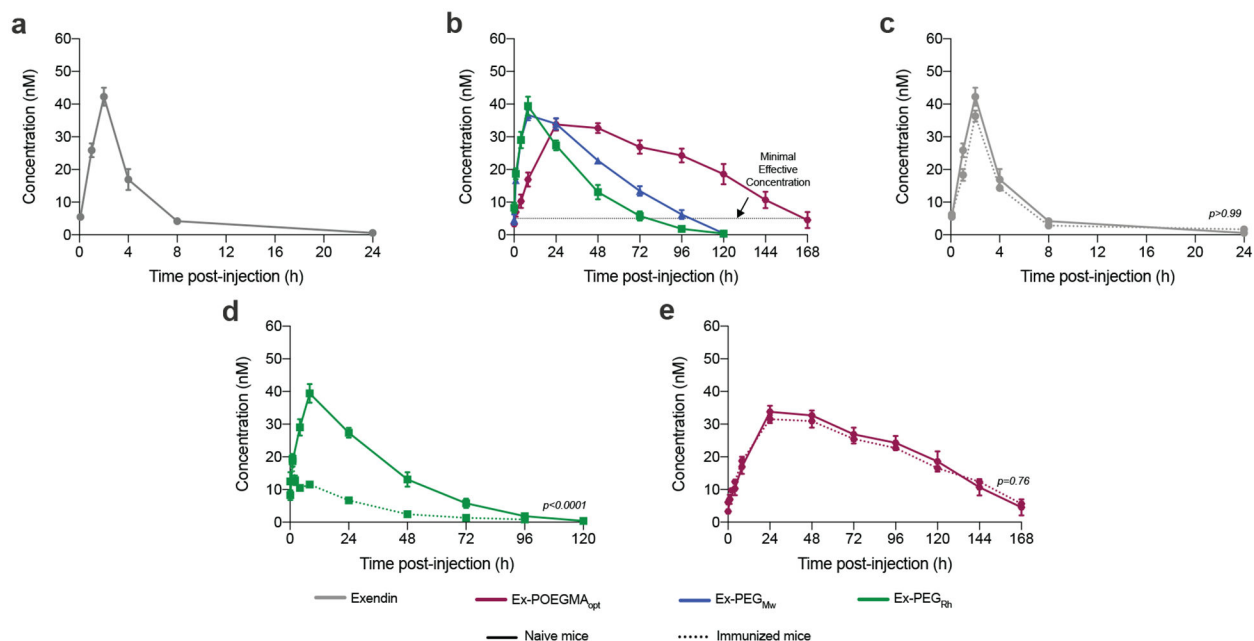 a
Concentration (nM)
60
50
40
30
20
10
0
0 4 8 12 16 20 24
Time post-injection (h)
b
Concentration (nM)
60
50
40
30
20
10
0
Minimal
Effective
Concentration
0 24 48 72 96 120 144 168
Time post-injection (h)
c
Concentration (nM)
60
50
40
30
20
10
0
p>0.99
0 4 8 12 16 20 24
Time post-injection (h)
d
Concentration (nM)
60
50
40
30
20
10
0
p<0.0001
0 24 48 72 96 120
Time post-injection (h)
e
Concentration (nM)
60
50
40
30
20
10
0
p=0.76
0 24 48 72 96 120 144 168
Time post-injection (h)
Exendin Ex-POEGMAopt Ex-PEGMw Ex-PEGRh
Naive mice Immunized mice